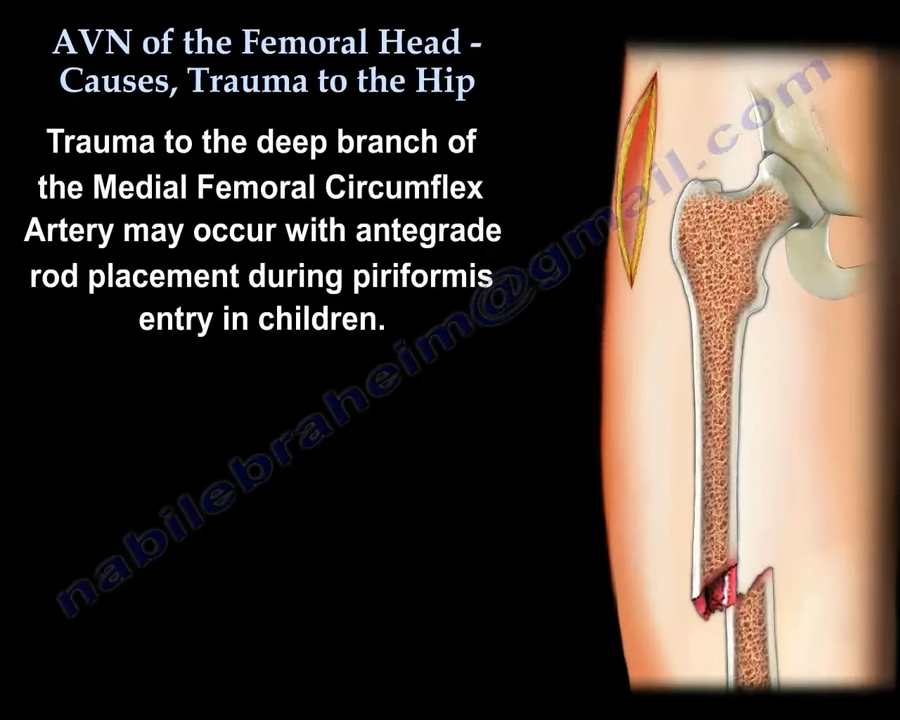 AVN of the Femoral Head -
Causes, Trauma to the Hip
Trauma to the deep branch of
the Medial Femoral Circumflex
Artery may occur with antegrade
rod placement during piriformis
entry in children.
nabilebraheim@gmail.com